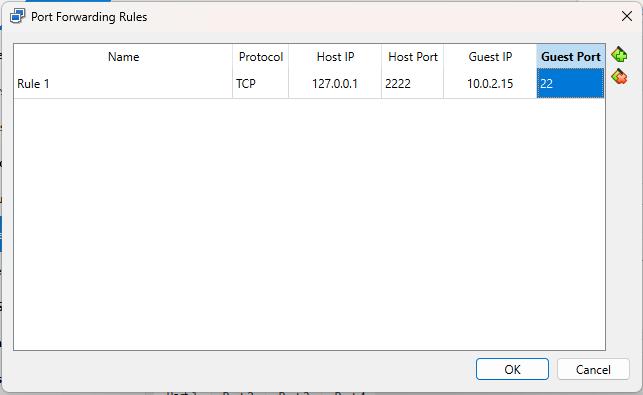 Port Forwarding Rules
Name Protocol Host IP Host Port Guest IP Guest Port
Rule 1 TCP 127.0.0.1 2222 10.0.2.15 22
OK Cancel